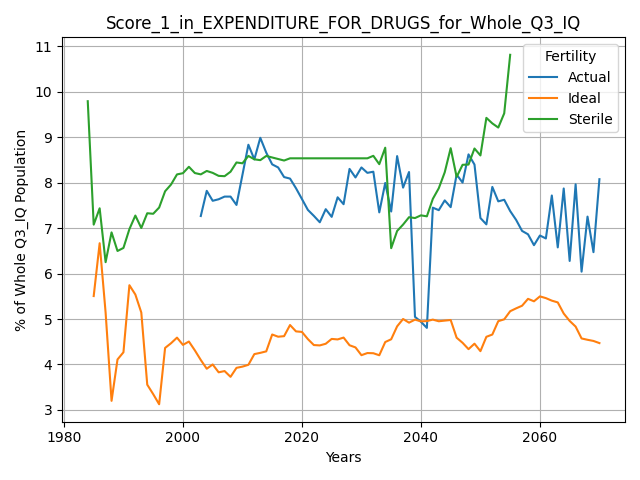 Score_1_in_EXPENDITURE_FOR_DRUGS_for_Whole_Q3_IQ
Fertility
Actual
Ideal
Sterile
% of Whole Q3_IQ Population
11
10
9
8
7
6
5
4
3
1980
2000
2020
2040
2060
Years